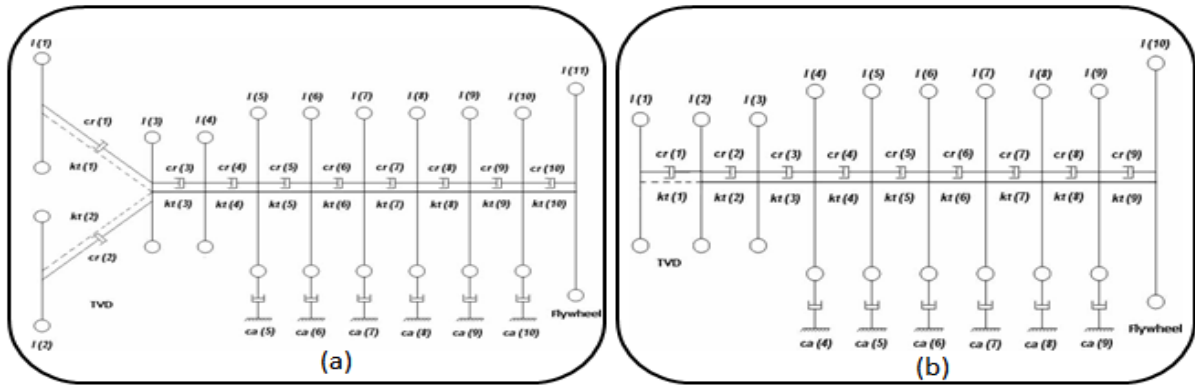 I (1)
I (11)
I (5) I (6) I (7) I (8) I (9) I (10)
cr (1) I (3) I (4)
kt (1)
cr (3) cr (4) cr (5) cr (6) cr (7) cr (8) cr (9) cr (10)
kt (3) kt (4) kt (5) kt (6) kt (7) kt (8) kt (9) kt (10)
kt (2)
cr (2)
TVD
Flywheel
ca (5) ca (6) ca (7) ca (8) ca (9) ca (10)
I (2)
(a)
I (10)
I (4) I (5) I (6) I (7) I (8) I (9)
I (1) I (2) I (3)
cr (1) cr (2) cr (3) cr (4) cr (5) cr (6) cr (7) cr (8) cr (9)
kt (1) kt (2) kt (3) kt (4) kt (5) kt (6) kt (7) kt (8) kt (9)
TVD
Flywheel
ca (4) ca (5) ca (6) ca (7) ca (8) ca (9)
(b)